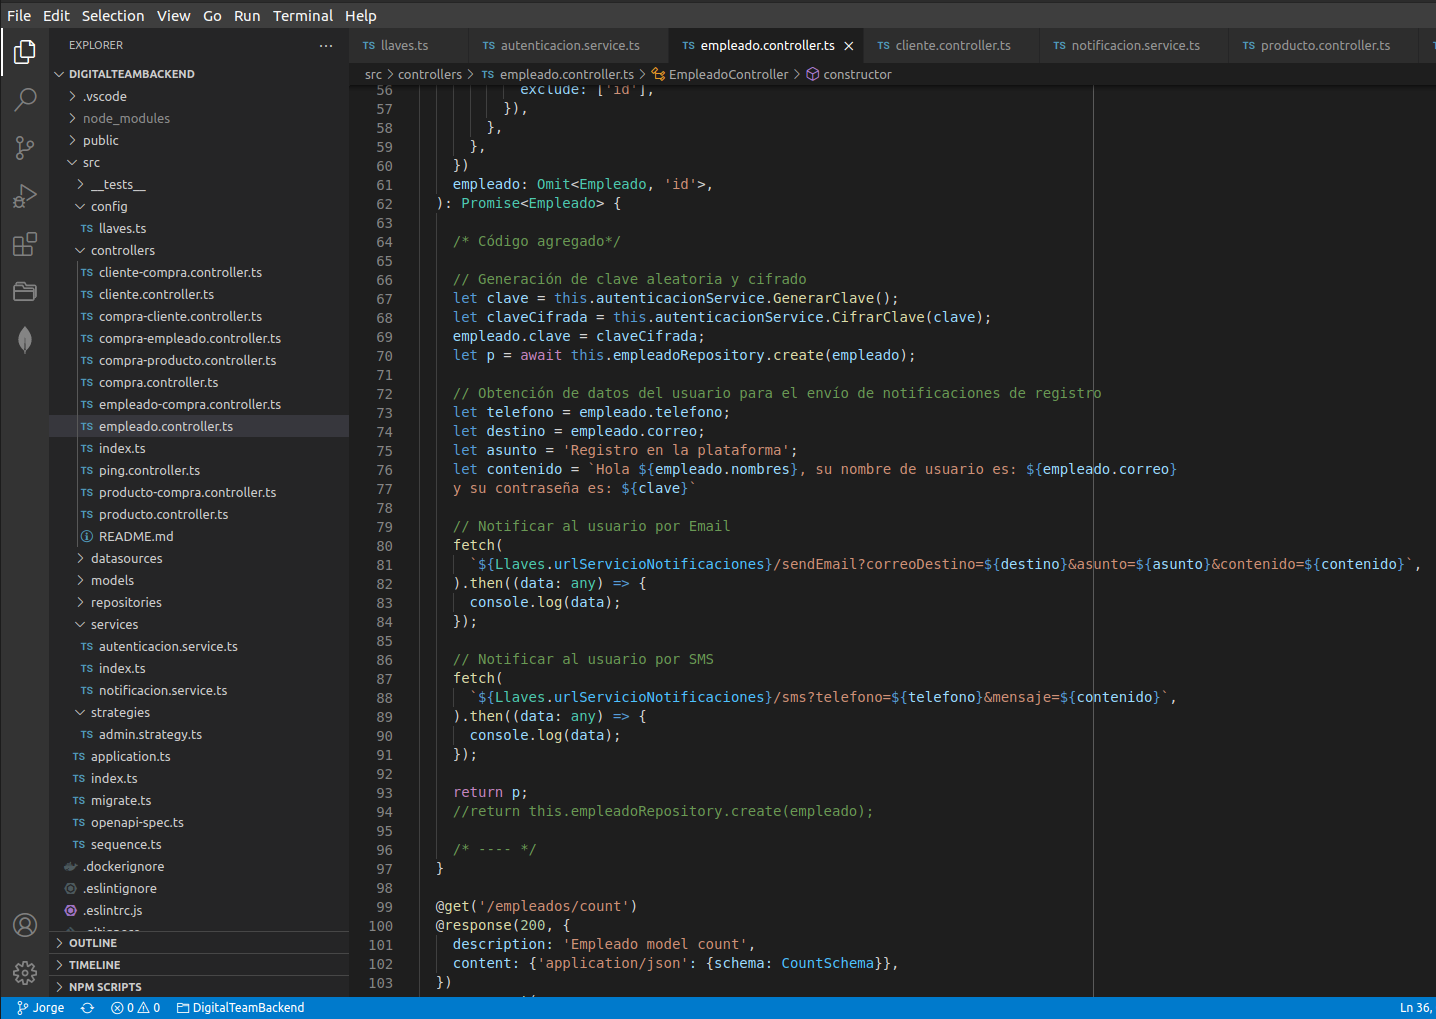 File Edit Selection View Go Run Terminal Help
EXPLORER ...
DIGITALTEAMBACKEND
.vscode
node_modules
public
src
__tests__
config
TS llaves.ts
controllers
TS cliente-compra.controller.ts
TS cliente.controller.ts
TS compra-cliente.controller.ts
TS compra-empleado.controller.ts
TS compra-producto.controller.ts
TS compra.controller.ts
TS empleado-compra.controller.ts
TS empleado.controller.ts
TS index.ts
TS ping.controller.ts
TS producto-compra.controller.ts
TS producto.controller.ts
README.md
datasources
models
repositories
services
TS autenticacion.service.ts
TS index.ts
TS notificacion.service.ts
strategies
TS admin.strategy.ts
TS application.ts
TS index.ts
TS migrate.ts
TS openapi-spec.ts
TS sequence.ts
.dockerignore
.eslintignore
.eslintrc.js
OUTLINE
TIMELINE
NPM SCRIPTS
TS llaves.ts TS autenticacion.service.ts TS empleado.controller.ts TS cliente.controller.ts TS notificacion.service.ts TS producto.controller.ts
src > controllers > TS empleado.controller.ts > EmpleadoController > constructor
56 exclude: ['id'],
57 }),
58 },
59 },
60 })
61 empleado: Omit<Empleado, 'id'>,
62 ): Promise<Empleado> {
63
64 /* Código agregado*/
65
66 // Generación de clave aleatoria y cifrado
67 let clave = this.autenticacionService.GenerarClave();
68 let claveCifrada = this.autenticacionService.CifrarClave(clave);
69 empleado.clave = claveCifrada;
70 let p = await this.empleadoRepository.create(empleado);
71
72 // Obtención de datos del usuario para el envío de notificaciones de registro
73 let telefono = empleado.telefono;
74 let destino = empleado.correo;
75 let asunto = 'Registro en la plataforma';
76 let contenido = `Hola ${empleado.nombres}, su nombre de usuario es: ${empleado.correo}
77 y su contraseña es: ${clave}`
78
79 // Notificar al usuario por Email
80 fetch(
81 `${Llaves.urlServicioNotificaciones}/sendEmail?correoDestino=${destino}&asunto=${asunto}&contenido=${contenido}`,
82 ).then((data: any) => {
83 console.log(data);
84 });
85
86 // Notificar al usuario por SMS
87 fetch(
88 `${Llaves.urlServicioNotificaciones}/sms?telefono=${telefono}&mensaje=${contenido}`,
89 ).then((data: any) => {
90 console.log(data);
91 });
92
93 return p;
94 //return this.empleadoRepository.create(empleado);
95
96 /* ---- */
97 }
98
99 @get('/empleados/count')
100 @response(200, {
101 description: 'Empleado model count',
102 content: {'application/json': {schema: CountSchema}},
103 })
Jorge 0 0 DigitalTeamBackend Ln 36,